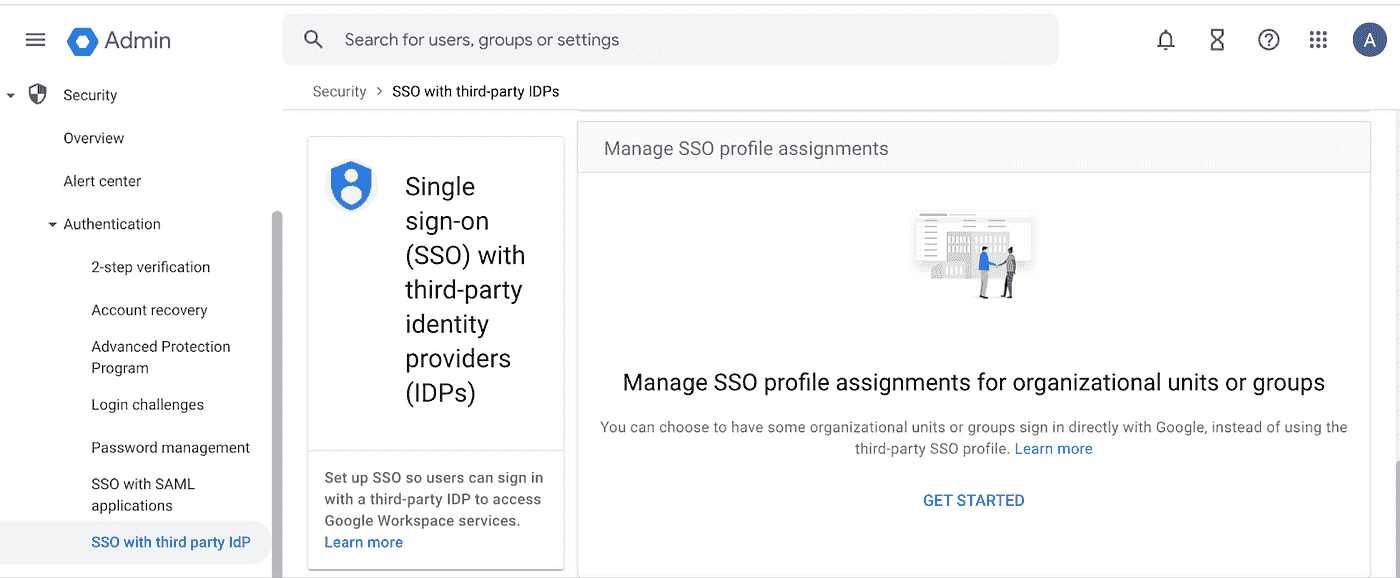 Admin
Search for users, groups or settings
A
Security
Overview
Alert center
Authentication
2-step verification
Account recovery
Advanced Protection
Program
Login challenges
Password management
SSO with SAML
applications
SSO with third party IdP
Security > SSO with third-party IDPs
Single
sign-on
(SSO) with
third-party
identity
providers
(IDPs)
Set up SSO so users can sign in
with a third-party IDP to access
Google Workspace services.
Learn more
Manage SSO profile assignments
Manage SSO profile assignments for organizational units or groups
You can choose to have some organizational units or groups sign in directly with Google, instead of using the
third-party SSO profile. Learn more
GET STARTED